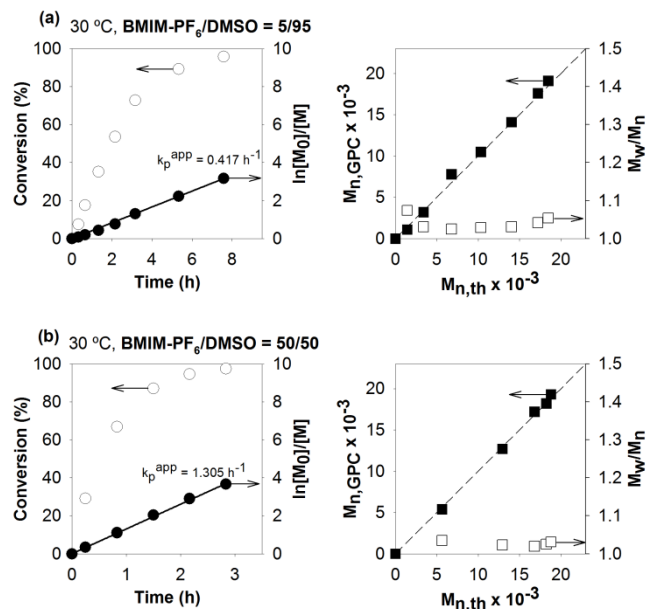 (a) 30 ºC, BMIM-PF₆/DMSO = 5/95
Conversion (%)
100
80
60
40
20
0
kₚᵃᵖᵖ = 0.417 h⁻¹
10
8
6
4
2
0
ln[M₀]/[M]
0 2 4 6 8
Time (h)
Mₙ,GPC x 10⁻³
20
15
10
5
0
1.5
1.4
1.3
1.2
1.1
1.0
M_w/Mₙ
0 5 10 15 20
Mₙ,th x 10⁻³
(b) 30 ºC, BMIM-PF₆/DMSO = 50/50
Conversion (%)
100
80
60
40
20
0
kₚᵃᵖᵖ = 1.305 h⁻¹
10
8
6
4
2
0
ln[M₀]/[M]
0 1 2 3
Time (h)
Mₙ,GPC x 10⁻³
20
15
10
5
0
1.5
1.4
1.3
1.2
1.1
1.0
M_w/Mₙ
0 5 10 15 20
Mₙ,th x 10⁻³